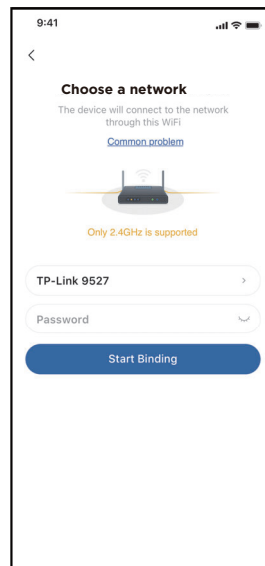 9:41
Choose a network
The device will connect to the network
through this WiFi
Common problem
Only 2.4GHz is supported
TP-Link 9527
Password
Start Binding